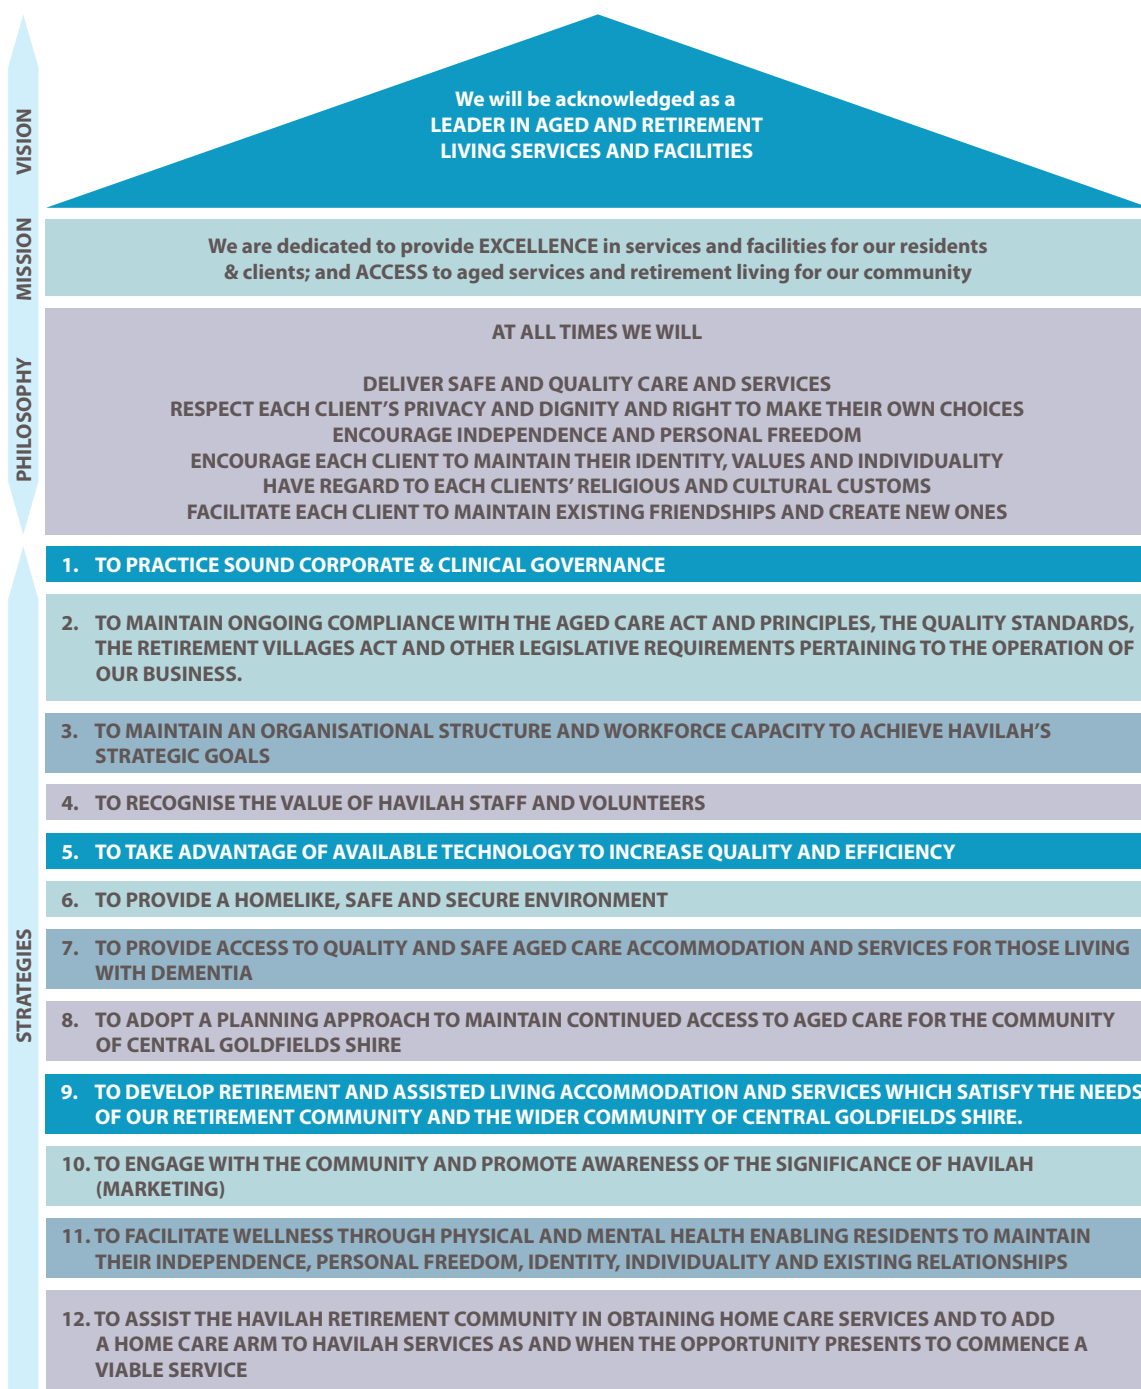 VISION
We will be acknowledged as a
LEADER IN AGED AND RETIREMENT
LIVING SERVICES AND FACILITIES
MISSION
We are dedicated to provide EXCELLENCE in services and facilities for our residents
& clients; and ACCESS to aged services and retirement living for our community
PHILOSOPHY
AT ALL TIMES WE WILL
DELIVER SAFE AND QUALITY CARE AND SERVICES
RESPECT EACH CLIENT'S PRIVACY AND DIGNITY AND RIGHT TO MAKE THEIR OWN CHOICES
ENCOURAGE INDEPENDENCE AND PERSONAL FREEDOM
ENCOURAGE EACH CLIENT TO MAINTAIN THEIR IDENTITY, VALUES AND INDIVIDUALITY
HAVE REGARD TO EACH CLIENTS' RELIGIOUS AND CULTURAL CUSTOMS
FACILITATE EACH CLIENT TO MAINTAIN EXISTING FRIENDSHIPS AND CREATE NEW ONES
STRATEGIES
1. TO PRACTICE SOUND CORPORATE & CLINICAL GOVERNANCE
2. TO MAINTAIN ONGOING COMPLIANCE WITH THE AGED CARE ACT AND PRINCIPLES, THE QUALITY STANDARDS,
THE RETIREMENT VILLAGES ACT AND OTHER LEGISLATIVE REQUIREMENTS PERTAINING TO THE OPERATION OF
OUR BUSINESS.
3. TO MAINTAIN AN ORGANISATIONAL STRUCTURE AND WORKFORCE CAPACITY TO ACHIEVE HAVILAH'S
STRATEGIC GOALS
4. TO RECOGNISE THE VALUE OF HAVILAH STAFF AND VOLUNTEERS
5. TO TAKE ADVANTAGE OF AVAILABLE TECHNOLOGY TO INCREASE QUALITY AND EFFICIENCY
6. TO PROVIDE A HOMELIKE, SAFE AND SECURE ENVIRONMENT
7. TO PROVIDE ACCESS TO QUALITY AND SAFE AGED CARE ACCOMMODATION AND SERVICES FOR THOSE LIVING
WITH DEMENTIA
8. TO ADOPT A PLANNING APPROACH TO MAINTAIN CONTINUED ACCESS TO AGED CARE FOR THE COMMUNITY
OF CENTRAL GOLDFIELDS SHIRE
9. TO DEVELOP RETIREMENT AND ASSISTED LIVING ACCOMMODATION AND SERVICES WHICH SATISFY THE NEEDS
OF OUR RETIREMENT COMMUNITY AND THE WIDER COMMUNITY OF CENTRAL GOLDFIELDS SHIRE.
10. TO ENGAGE WITH THE COMMUNITY AND PROMOTE AWARENESS OF THE SIGNIFICANCE OF HAVILAH
(MARKETING)
11. TO FACILITATE WELLNESS THROUGH PHYSICAL AND MENTAL HEALTH ENABLING RESIDENTS TO MAINTAIN
THEIR INDEPENDENCE, PERSONAL FREEDOM, IDENTITY, INDIVIDUALITY AND EXISTING RELATIONSHIPS
12. TO ASSIST THE HAVILAH RETIREMENT COMMUNITY IN OBTAINING HOME CARE SERVICES AND TO ADD
A HOME CARE ARM TO HAVILAH SERVICES AS AND WHEN THE OPPORTUNITY PRESENTS TO COMMENCE A
VIABLE SERVICE